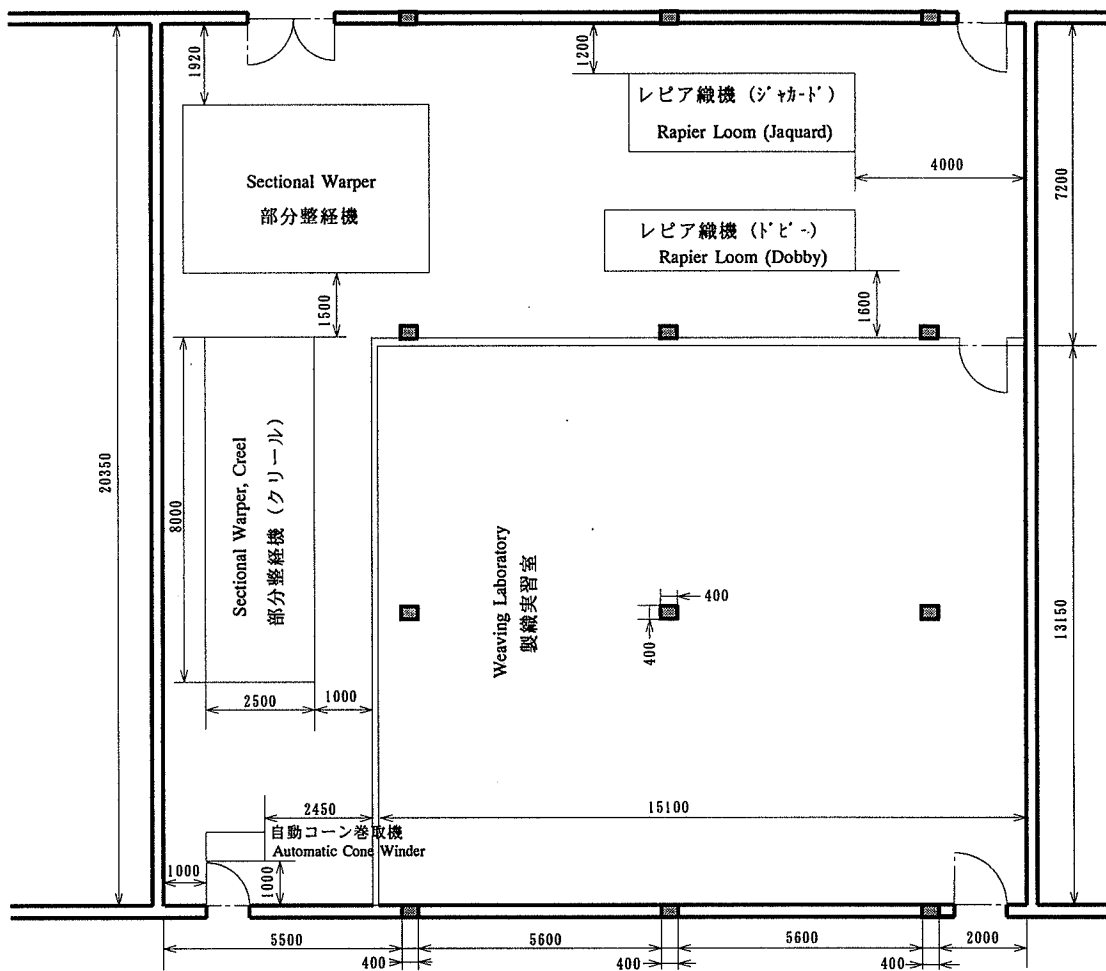 1920
1200
レピア織機 (ジャカード)
Rapier Loom (Jaquard)
4000
7200
Sectional Warper
部分整経機
レピア織機 (ドビー)
Rapier Loom (Dobby)
1500
1600
20350
8000
Sectional Warper, Creel
部分整経機 (クリール)
Weaving Laboratory
製織実習室
400
400
13150
2500
1000
2450
15100
自動コーン巻取機
Automatic Cone Winder
1000
1000
5500
5600
5600
2000
400
400
400